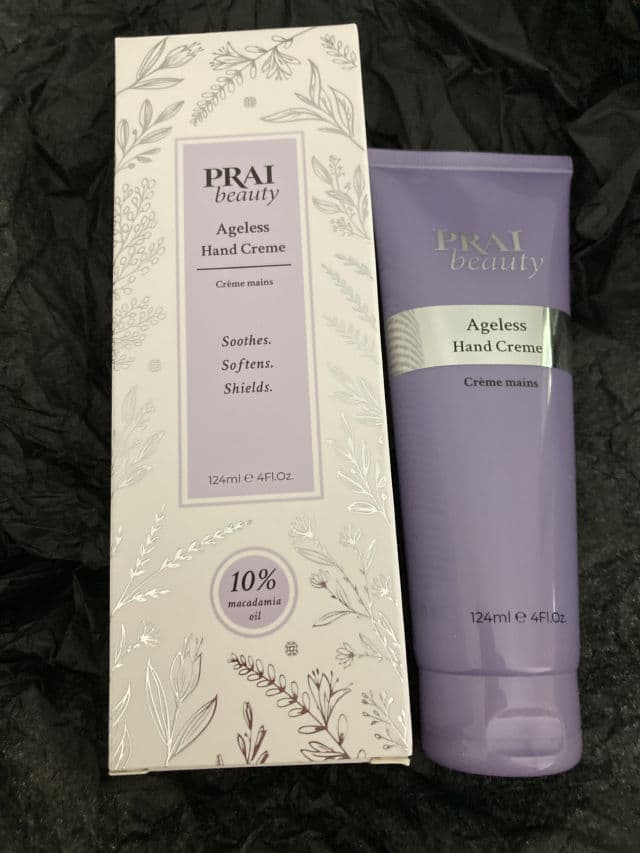 PRAI
beauty
Ageless
Hand Creme
Crème mains
Soothes.
Softens.
Shields.
124ml ℮ 4Fl.Oz.
10%
macadamia
oil
PRAI
beauty
Ageless
Hand Creme
Crème mains
124ml ℮ 4Fl.Oz.